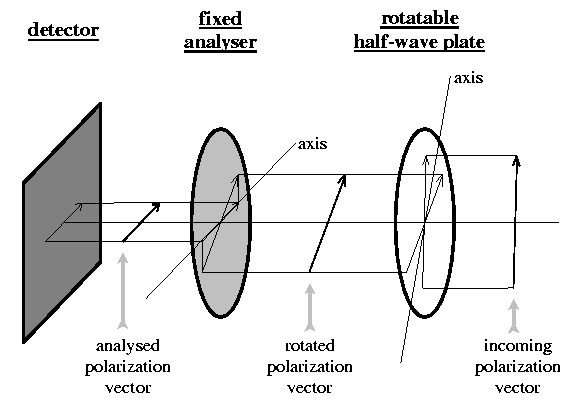 detector
fixed
analyser
rotatable
half-wave plate
axis
axis
analysed
polarization
vector
rotated
polarization
vector
incoming
polarization
vector